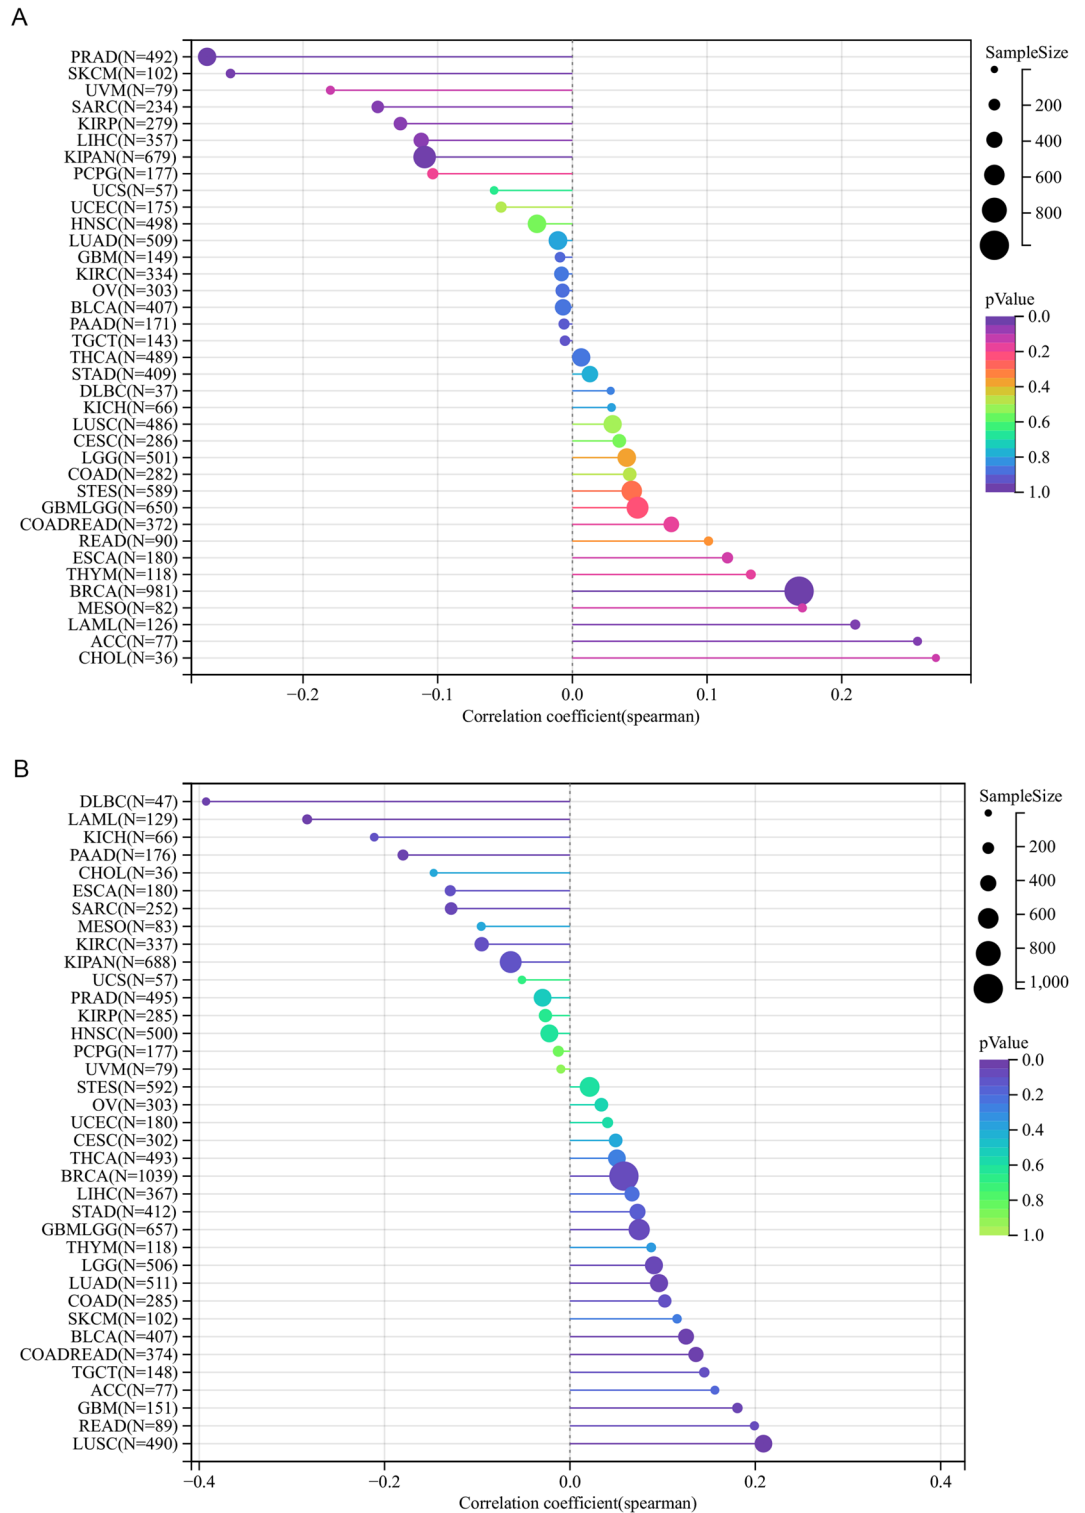 A
PRAD(N=492)
SKCM(N=102)
UVM(N=79)
SARC(N=234)
KIRP(N=279)
LIHC(N=357)
KIPAN(N=679)
PCPG(N=177)
UCS(N=57)
UCEC(N=175)
HNSC(N=498)
LUAD(N=509)
GBM(N=149)
KIRC(N=334)
OV(N=303)
BLCA(N=407)
PAAD(N=171)
TGCT(N=143)
THCA(N=489)
STAD(N=409)
DLBC(N=37)
KICH(N=66)
LUSC(N=486)
CESC(N=286)
LGG(N=501)
COAD(N=282)
STES(N=589)
GBMLGG(N=650)
COADREAD(N=372)
READ(N=90)
ESCA(N=180)
THYM(N=118)
BRCA(N=981)
MESO(N=82)
LAML(N=126)
ACC(N=77)
CHOL(N=36)
−0.2 −0.1 0.0 0.1 0.2
Correlation coefficient(spearman)
SampleSize
200
400
600
800
pValue
0.0
0.2
0.4
0.6
0.8
1.0
B
DLBC(N=47)
LAML(N=129)
KICH(N=66)
PAAD(N=176)
CHOL(N=36)
ESCA(N=180)
SARC(N=252)
MESO(N=83)
KIRC(N=337)
KIPAN(N=688)
UCS(N=57)
PRAD(N=495)
KIRP(N=285)
HNSC(N=500)
PCPG(N=177)
UVM(N=79)
STES(N=592)
OV(N=303)
UCEC(N=180)
CESC(N=302)
THCA(N=493)
BRCA(N=1039)
LIHC(N=367)
STAD(N=412)
GBMLGG(N=657)
THYM(N=118)
LGG(N=506)
LUAD(N=511)
COAD(N=285)
SKCM(N=102)
BLCA(N=407)
COADREAD(N=374)
TGCT(N=148)
ACC(N=77)
GBM(N=151)
READ(N=89)
LUSC(N=490)
−0.4 −0.2 0.0 0.2 0.4
Correlation coefficient(spearman)
SampleSize
200
400
600
800
1,000
pValue
0.0
0.2
0.4
0.6
0.8
1.0